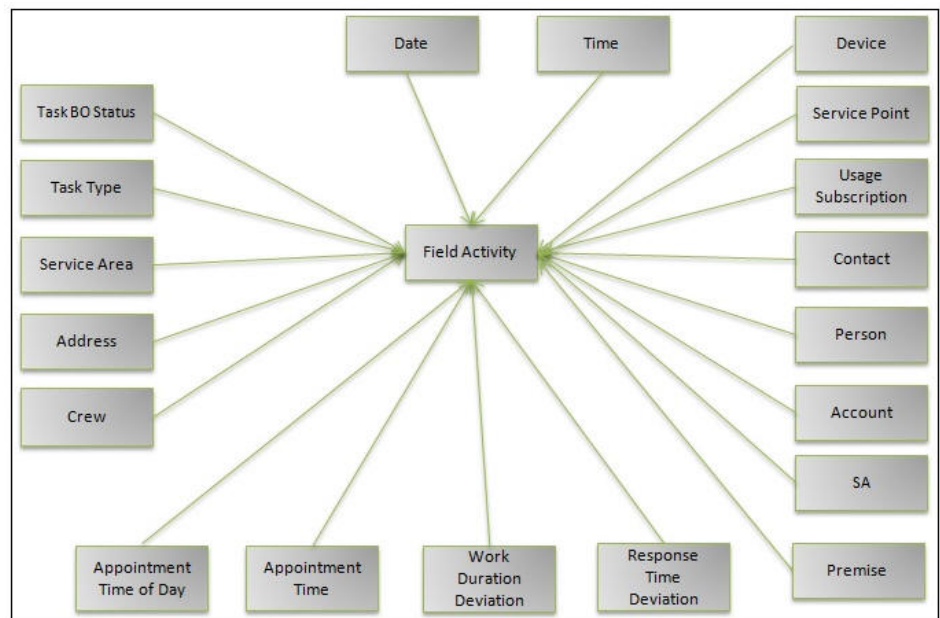 Date
Time
Device
Task BO Status
Service Point
Task Type
Usage
Subscription
Field Activity
Service Area
Contact
Address
Person
Crew
Account
SA
Appointment
Time of Day
Appointment
Time
Work
Duration
Deviation
Response
Time
Deviation
Premise